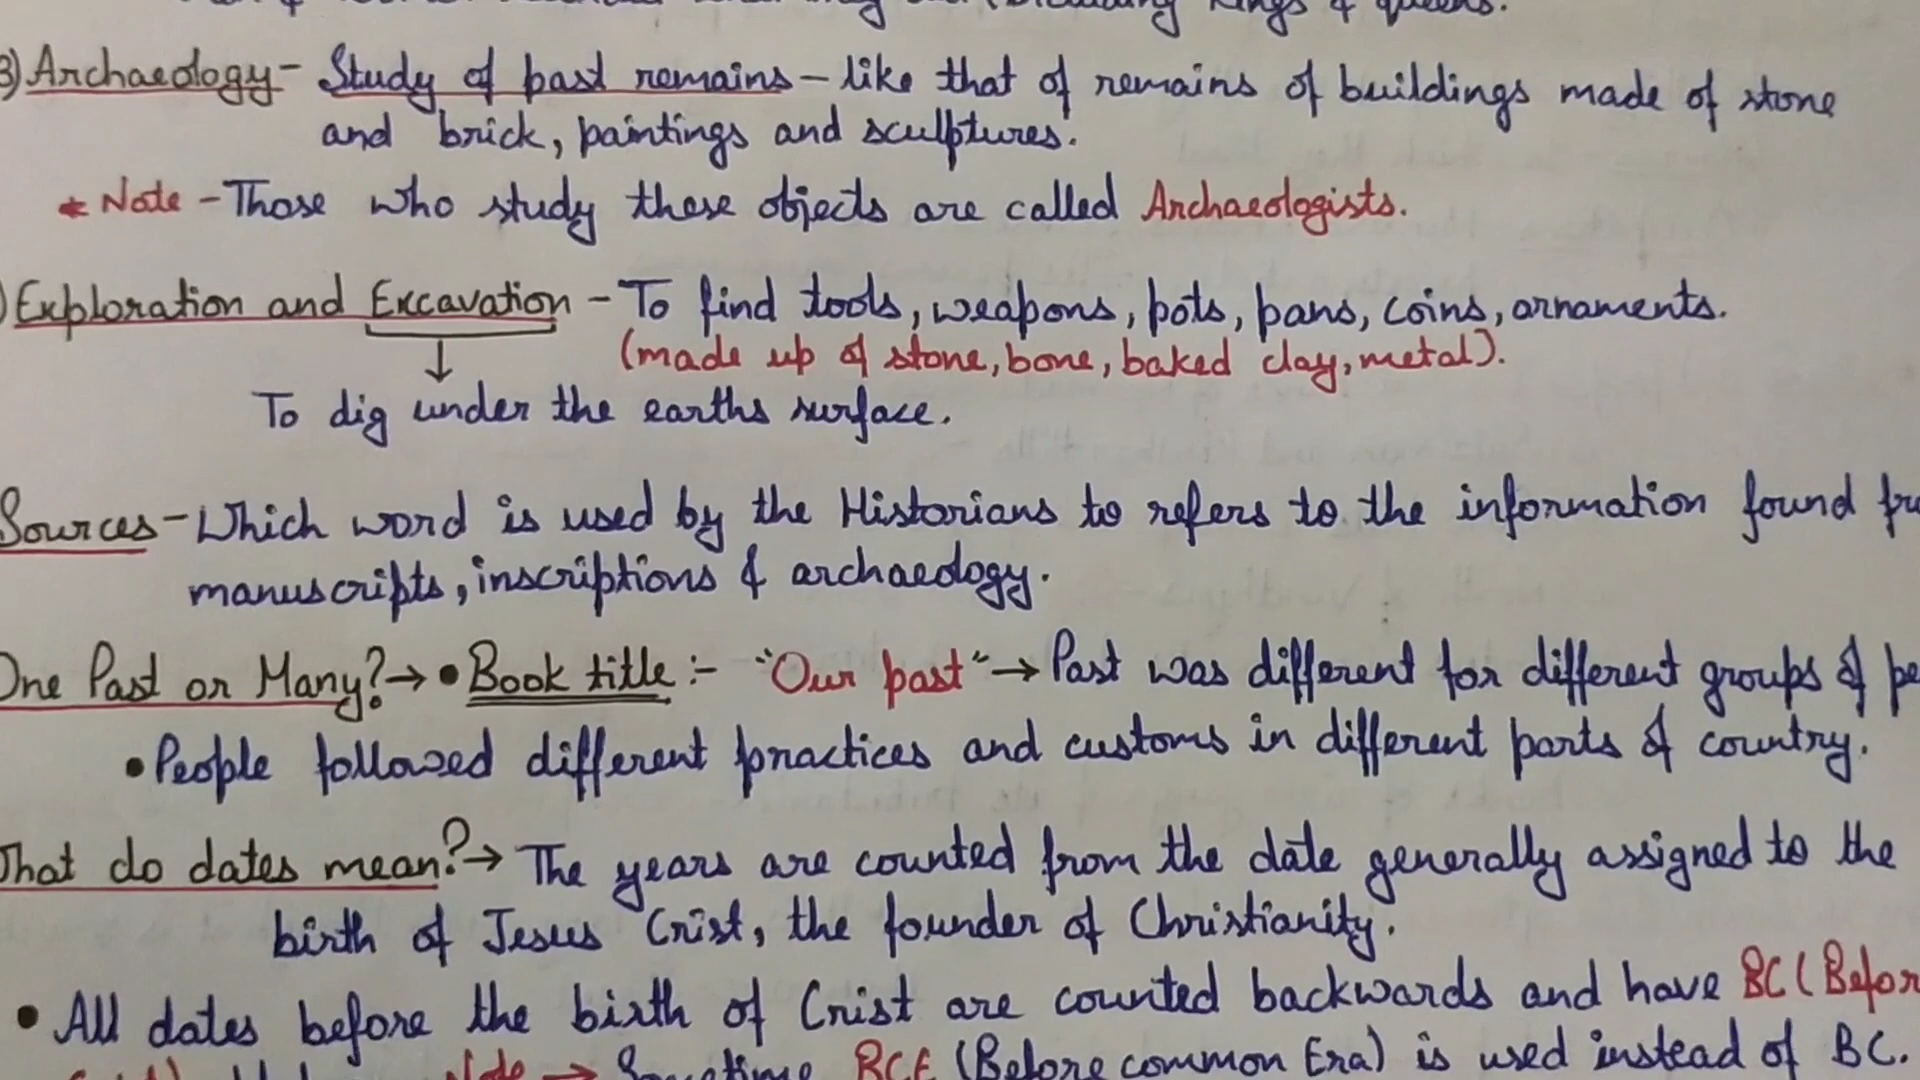 Kings & queens.
3) Archaeology - Study of past remains - like that of remains of buildings made of stone
and brick, paintings and sculptures.
* Note - Those who study these objects are called Archaeologists.
) Exploration and Excavation - To find tools, weapons, pots, pans, coins, ornaments.
(made up of stone, bone, baked clay, metal).
↓
To dig under the earths surface.
Sources - Which word is used by the Historians to refers to the information found
manuscripts, inscriptions & archaeology.
One Past or Many? → • Book title :- "Our past" → Past was different for different groups of
• People followed different practices and customs in different parts of country.
What do dates mean? → The years are counted from the date generally assigned to the
birth of Jesus Crist, the founder of Christianity.
• All dates before the birth of Crist are counted backwards and have BC (Befor
Note → Sometime BCE (Before common Era) is used instead of BC.